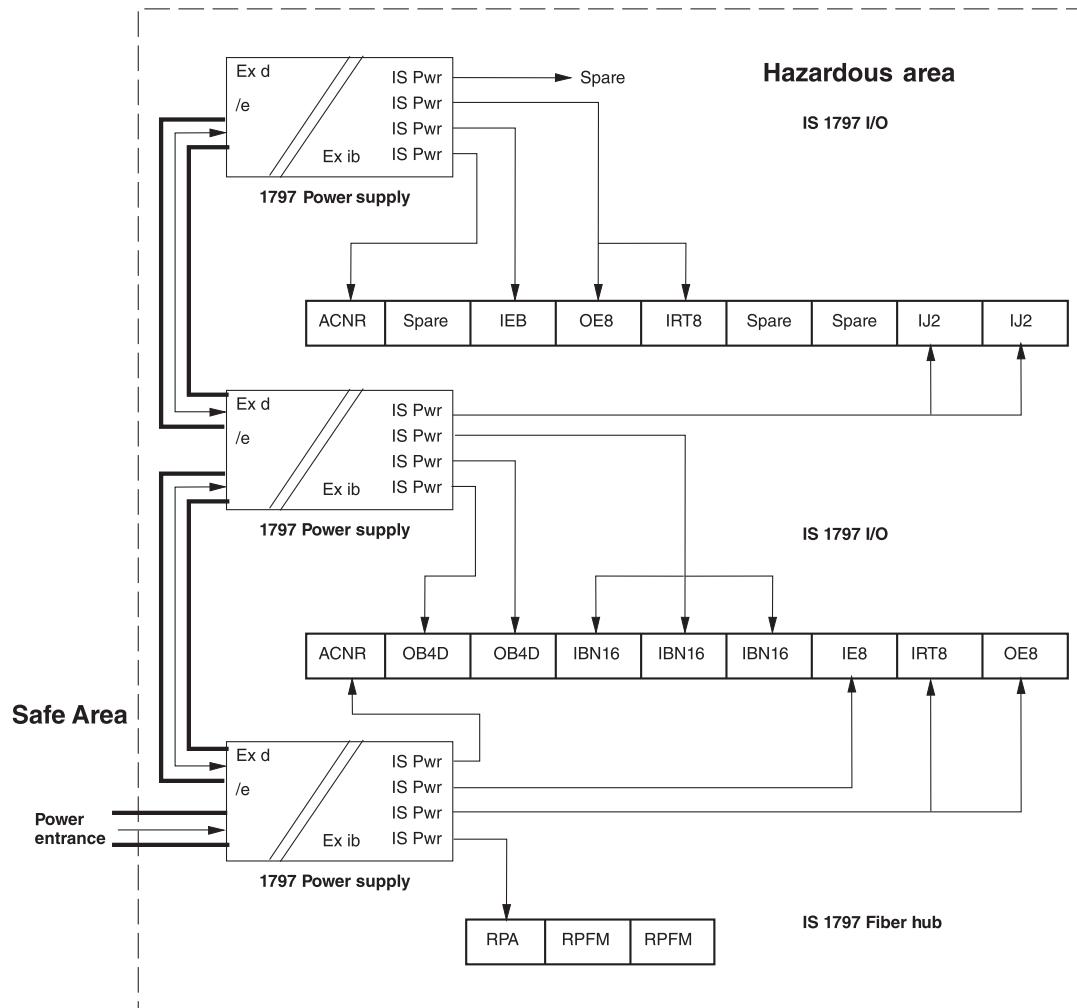 Hazardous area
IS 1797 I/O
Ex d
/e
Ex ib
IS Pwr
IS Pwr
IS Pwr
IS Pwr
Spare
1797 Power supply
ACNR Spare IEB OE8 IRT8 Spare Spare IJ2 IJ2
Ex d
/e
Ex ib
IS Pwr
IS Pwr
IS Pwr
IS Pwr
1797 Power supply
IS 1797 I/O
ACNR OB4D OB4D IBN16 IBN16 IBN16 IE8 IRT8 OE8
Safe Area
Ex d
/e
Ex ib
IS Pwr
IS Pwr
IS Pwr
IS Pwr
Power
entrance
1797 Power supply
IS 1797 Fiber hub
RPA RPFM RPFM